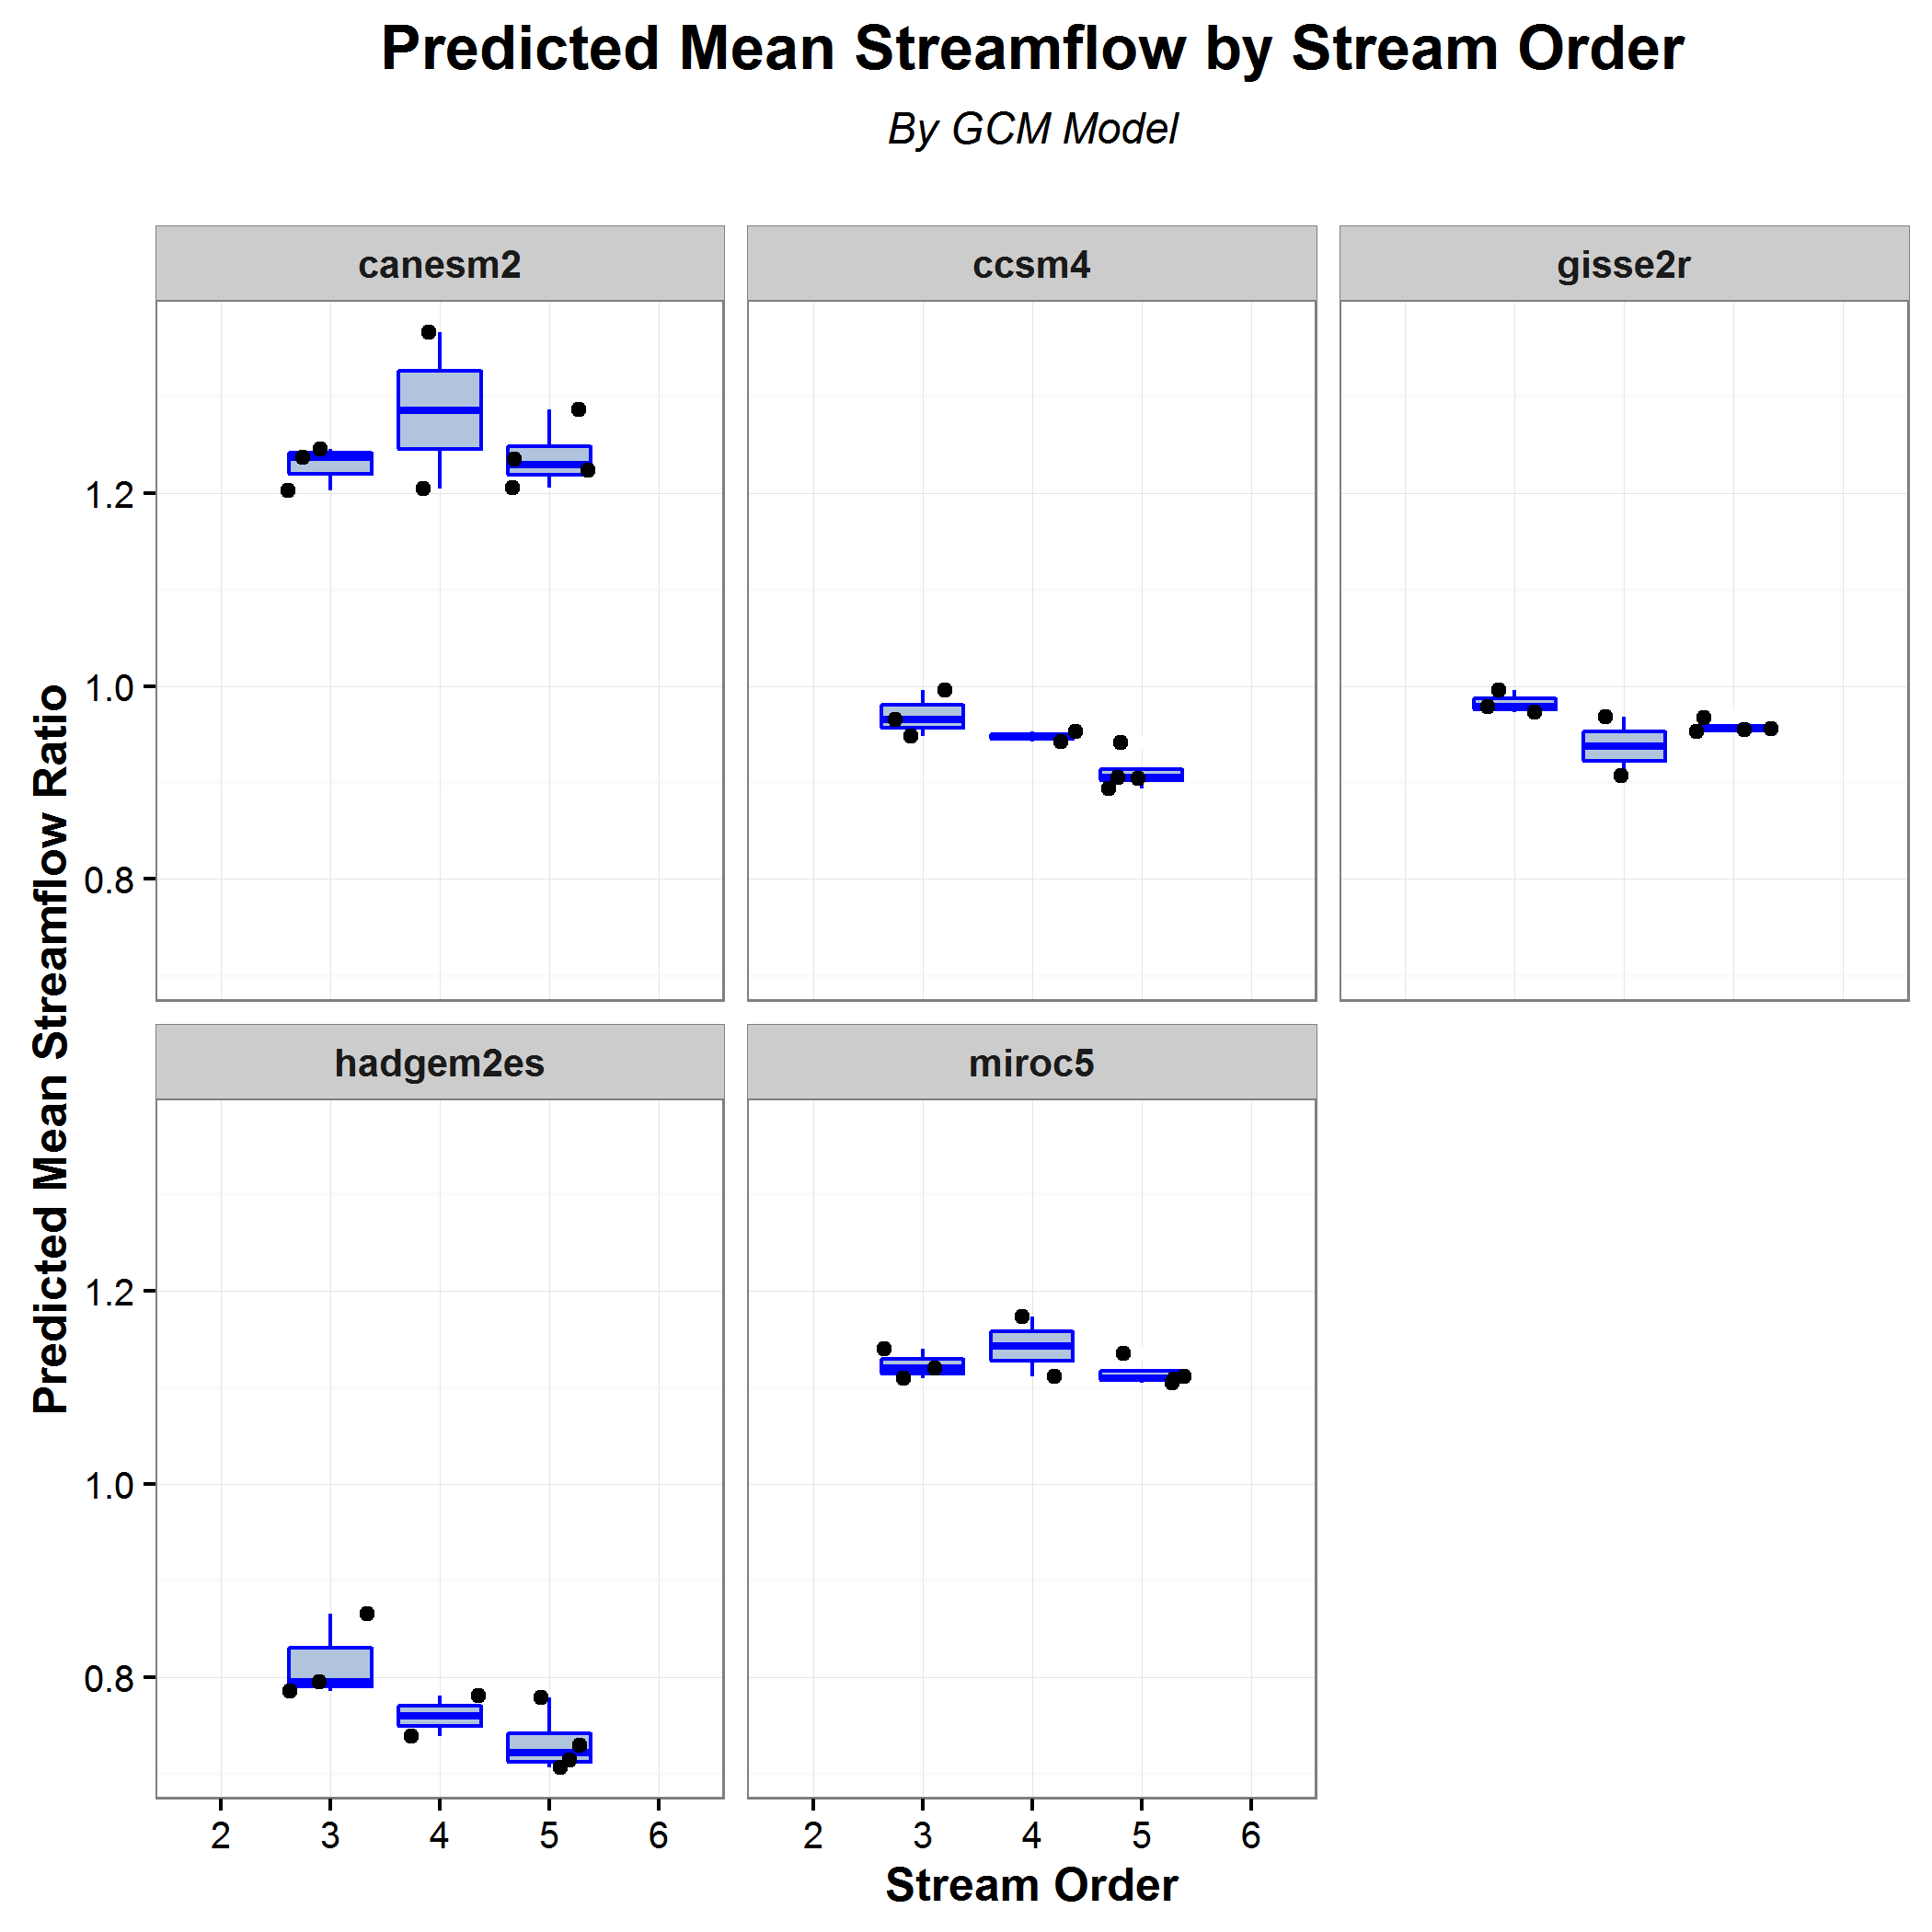 Predicted Mean Streamflow by Stream Order
By GCM Model
canesm2
ccsm4
gisse2r
1.2
1.0
0.8
Predicted Mean Streamflow Ratio
hadgem2es
miroc5
1.2
1.0
0.8
2 3 4 5 6
2 3 4 5 6
Stream Order